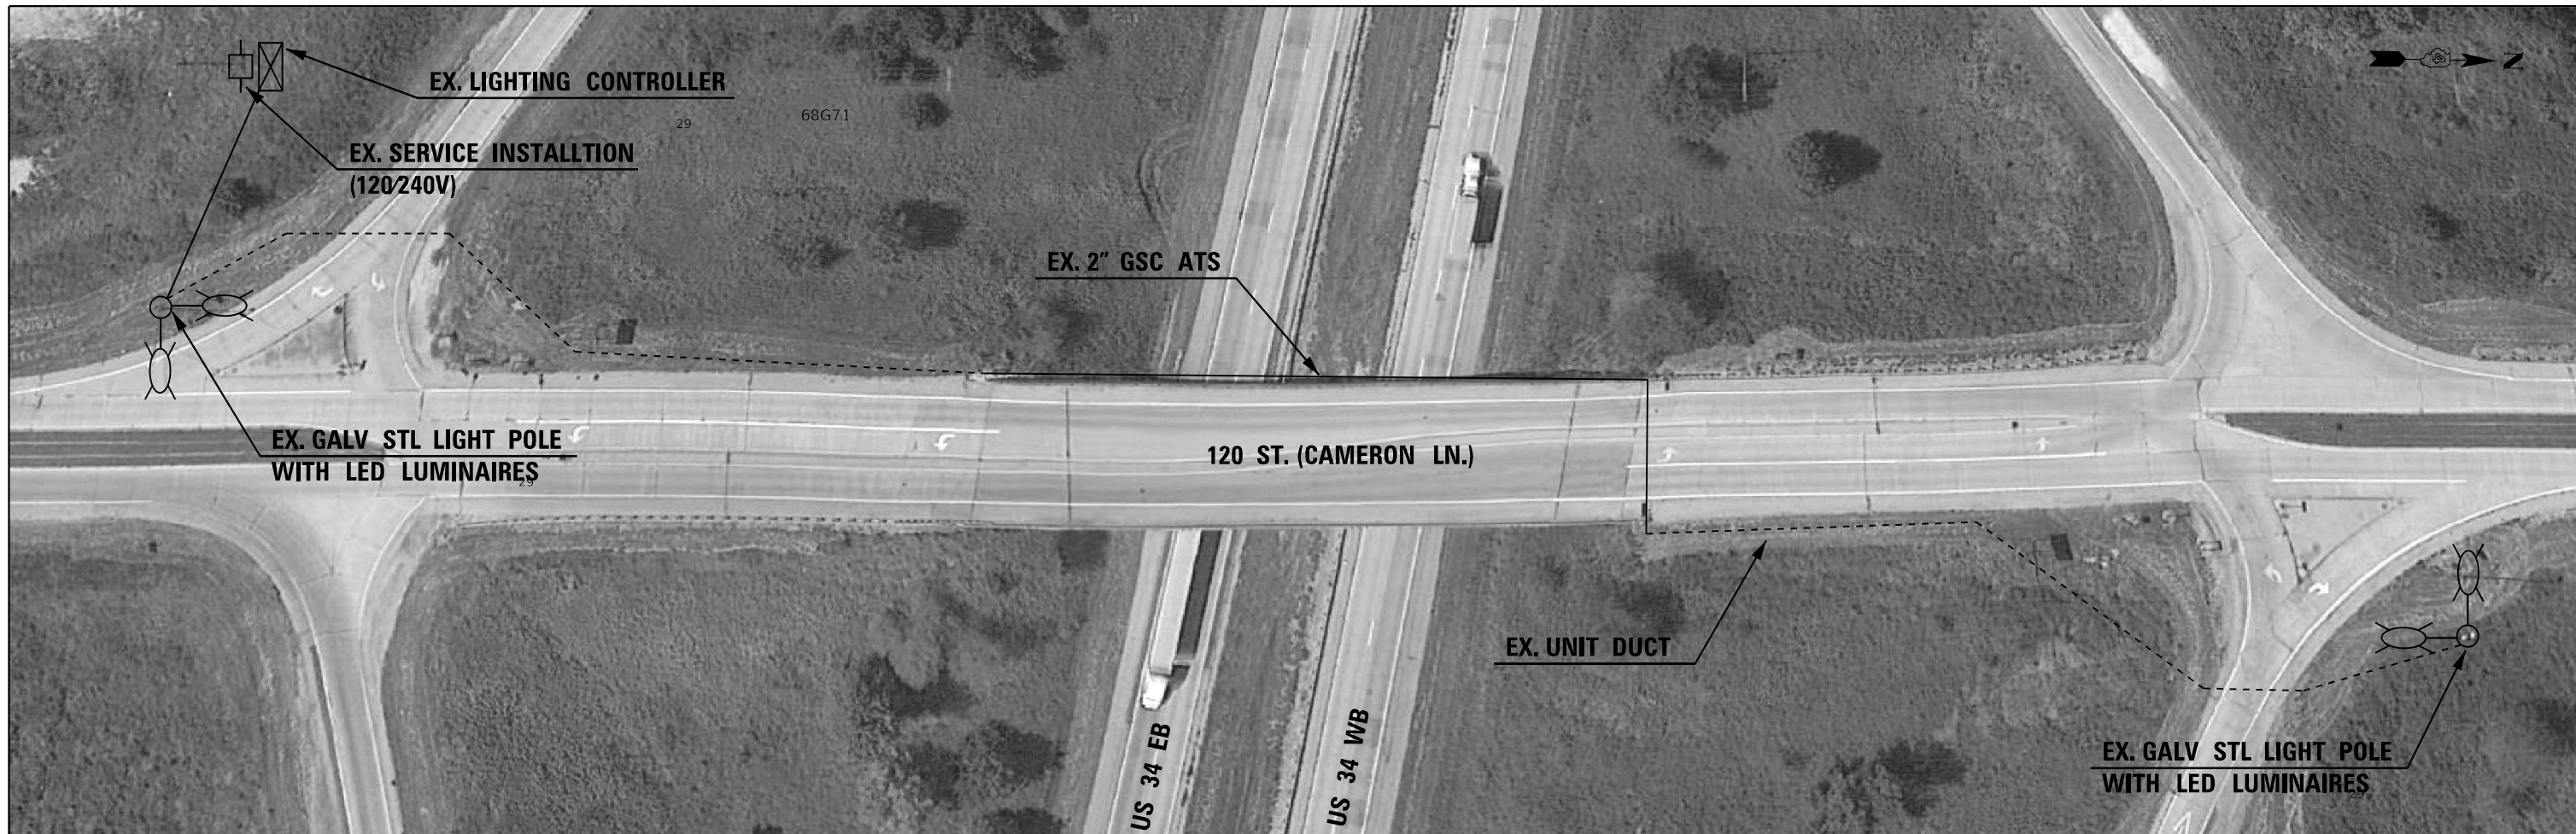 EX. LIGHTING CONTROLLER
68G71
29
EX. SERVICE INSTALLTION
(120/240V)
EX. 2" GSC ATS
EX. GALV STL LIGHT POLE
WITH LED LUMINAIRES
29
120 ST. (CAMERON LN.)
EX. UNIT DUCT
US 34 EB
US 34 WB
EX. GALV STL LIGHT POLE
WITH LED LUMINAIRES
29
N